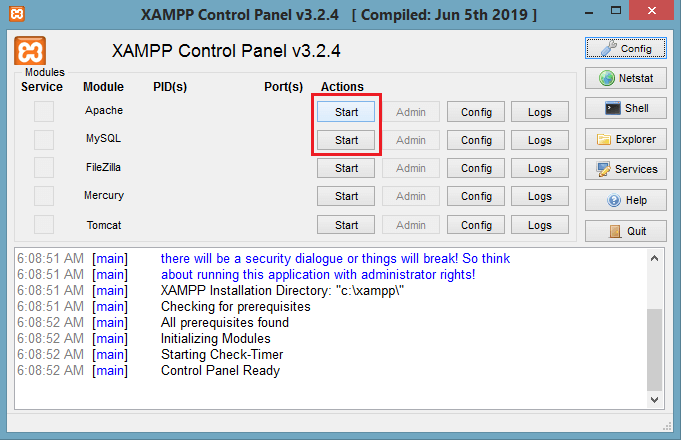 XAMPP Control Panel v3.2.4 [ Compiled: Jun 5th 2019 ]
XAMPP Control Panel v3.2.4
Config
Modules
Service Module PID(s) Port(s) Actions
Netstat
Apache Start Admin Config Logs
Shell
MySQL Start Admin Config Logs
Explorer
FileZilla Start Admin Config Logs
Services
Mercury Start Admin Config Logs
Help
Tomcat Start Admin Config Logs
Quit
6:08:51 AM [main] there will be a security dialogue or things will break! So think
6:08:51 AM [main] about running this application with administrator rights!
6:08:51 AM [main] XAMPP Installation Directory: "c:\xampp\"
6:08:51 AM [main] Checking for prerequisites
6:08:52 AM [main] All prerequisites found
6:08:52 AM [main] Initializing Modules
6:08:52 AM [main] Starting Check-Timer
6:08:52 AM [main] Control Panel Ready